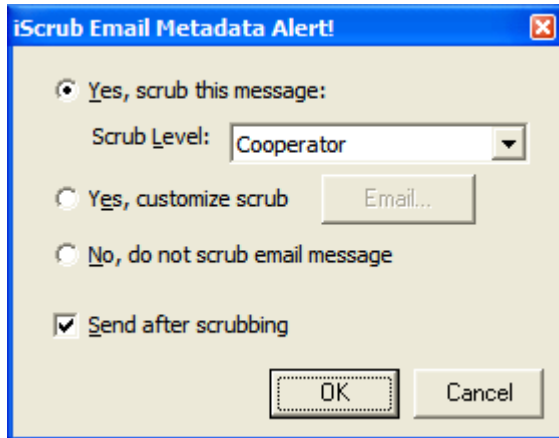 iScrub Email Metadata Alert!
Yes, scrub this message:
Scrub Level: Cooperator
Yes, customize scrub Email...
No, do not scrub email message
Send after scrubbing
OK Cancel